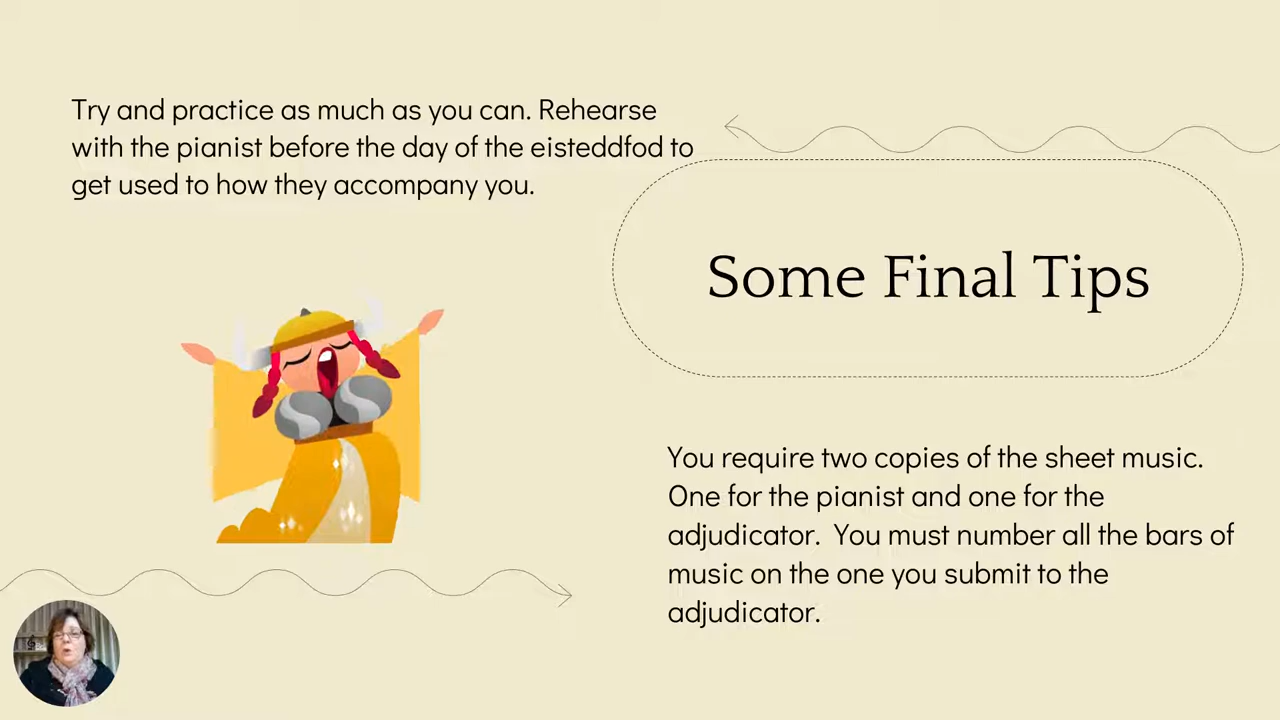 Try and practice as much as you can. Rehearse
with the pianist before the day of the eisteddfod to
get used to how they accompany you.
Some Final Tips
You require two copies of the sheet music.
One for the pianist and one for the
adjudicator.  You must number all the bars of
music on the one you submit to the
adjudicator.